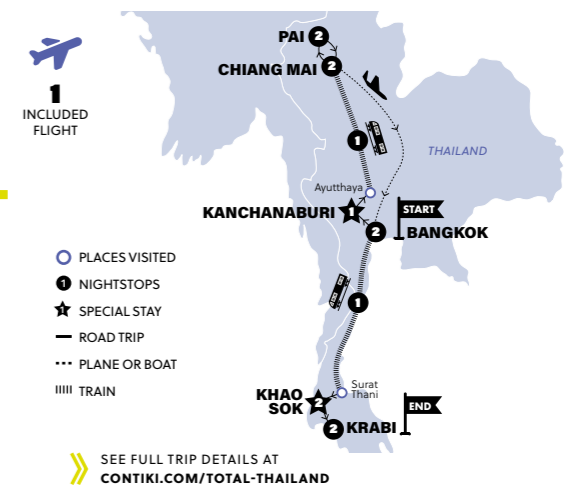 1
INCLUDED
FLIGHT
PAI 2
CHIANG MAI 2
1
THAILAND
Ayutthaya
KANCHANABURI 1
START
2 BANGKOK
1
Surat
Thani
KHAO
SOK 2
END
2 KRABI
PLACES VISITED
1 NIGHTSTOPS
1 SPECIAL STAY
ROAD TRIP
PLANE OR BOAT
TRAIN
SEE FULL TRIP DETAILS AT
CONTIKI.COM/TOTAL-THAILAND